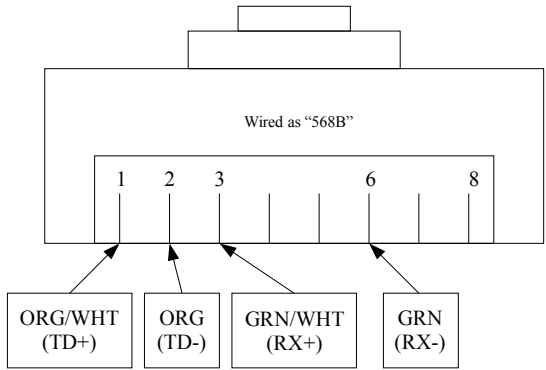 Wired as “568B”
1 2 3 6 8
ORG/WHT
(TD+)
ORG
(TD-)
GRN/WHT
(RX+)
GRN
(RX-)